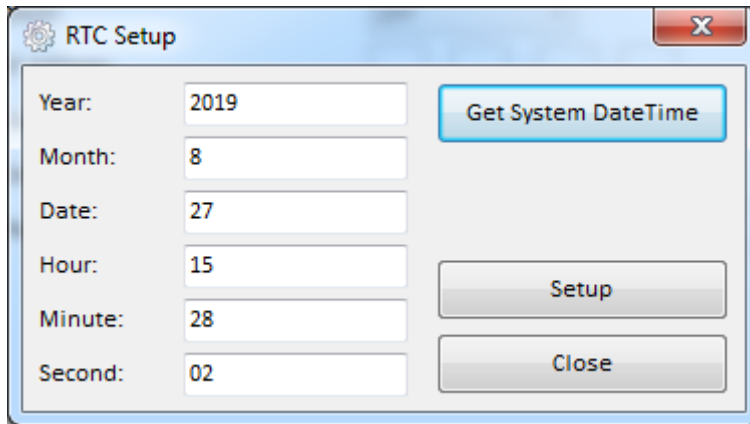 RTC Setup
Year: 2019
Get System DateTime
Month: 8
Date: 27
Hour: 15
Setup
Minute: 28
Close
Second: 02